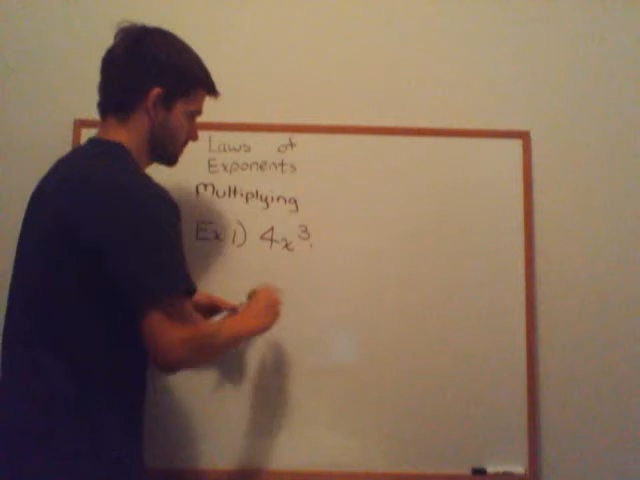 Laws of
Exponents
Multiplying
Ex 1) 4x³·